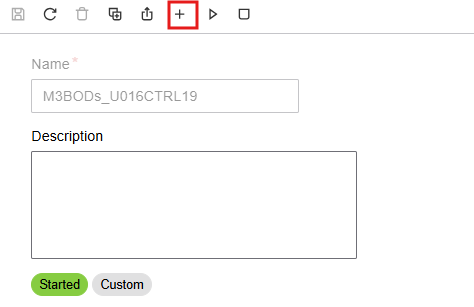 Name *
M3BODs_U016CTRL19
Description
Started Custom